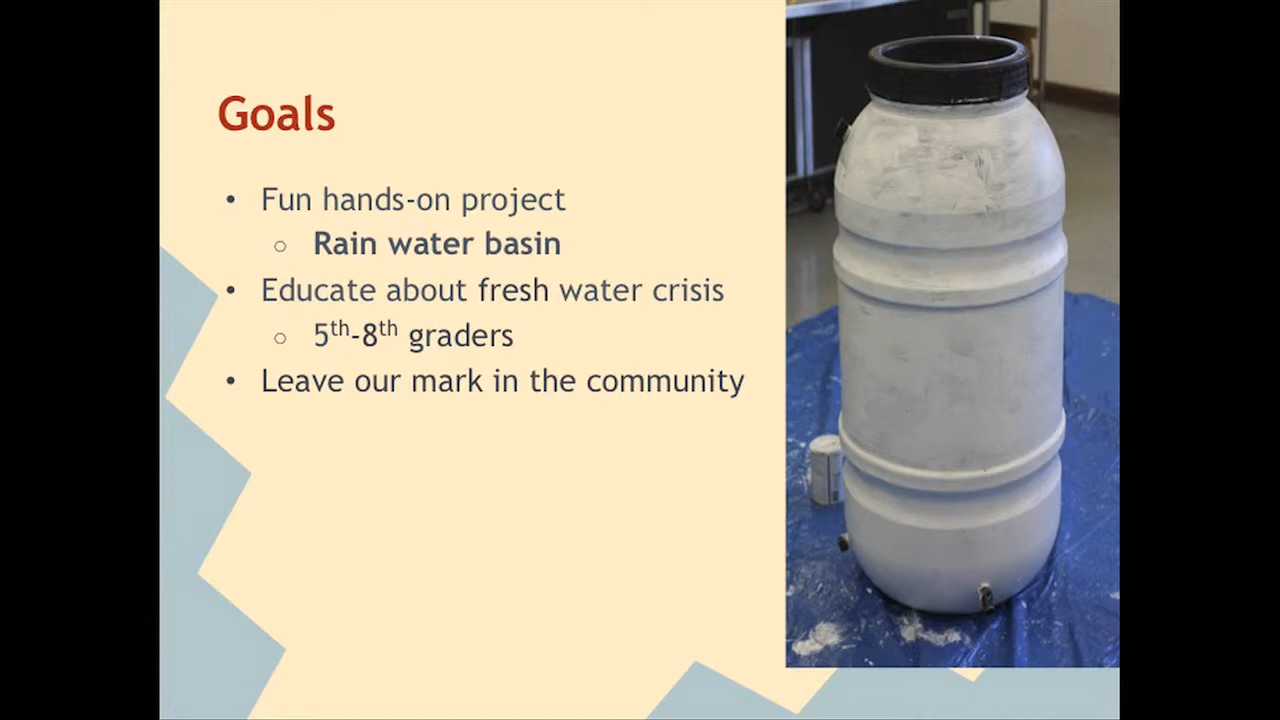 Goals
• Fun hands-on project
○ Rain water basin
• Educate about fresh water crisis
○ 5th-8th graders
• Leave our mark in the community